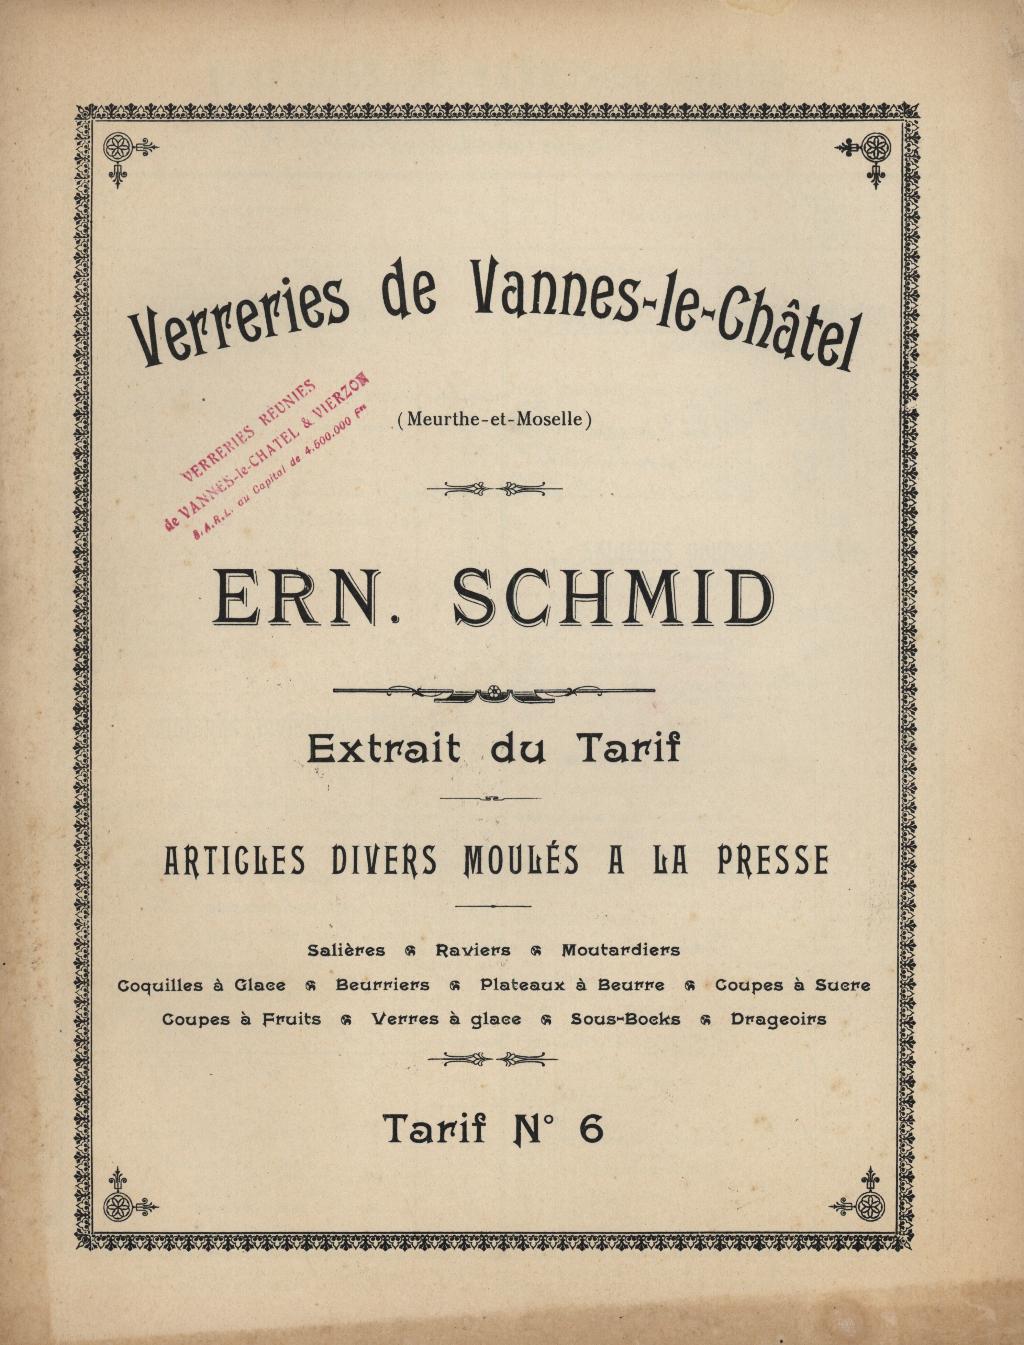 Verreries de Vannes-le-Châtel
(Meurthe-et-Moselle)
VERRERIES REUNIES
de VANNES-le-CHATEL & VIERZON
S.A.R.L. au Capital de 4.500.000 Frs
ERN. SCHMID
Extrait du Tarif
ARTICLES DIVERS MOULÉS A LA PRESSE
Salières Raviers Moutardiers
Coquilles à Glace Beurriers Plateaux à Beurre Coupes à Sucre
Coupes à Fruits Verres à glace Sous-Bocks Drageoirs
Tarif N° 6